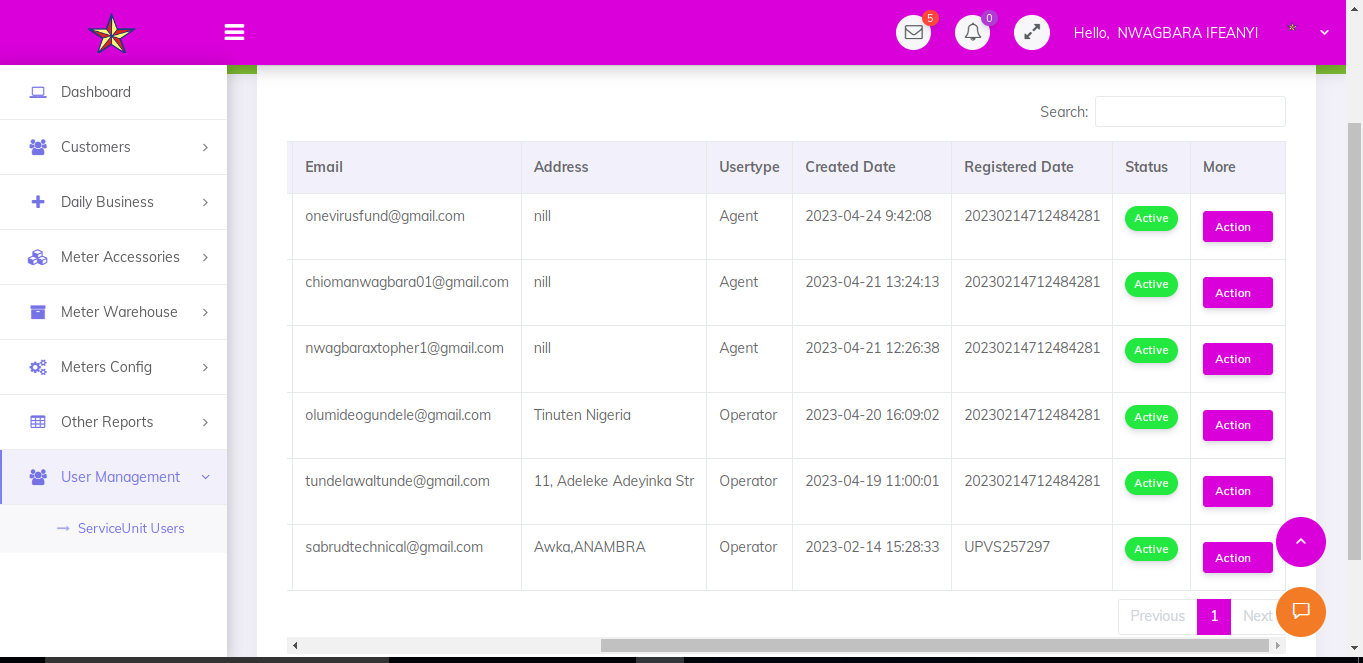 5
0
Hello, NWAGBARA IFEANYI
Dashboard
Customers
Daily Business
Meter Accessories
Meter Warehouse
Meters Config
Other Reports
User Management
ServiceUnit Users
Search:
Email Address Usertype Created Date Registered Date Status More
onevirusfund@gmail.com nill Agent 2023-04-24 9:42:08 20230214712484281 Active Action
chiomanwagbara01@gmail.com nill Agent 2023-04-21 13:24:13 20230214712484281 Active Action
nwagbaraxtopher1@gmail.com nill Agent 2023-04-21 12:26:38 20230214712484281 Active Action
olumideogundele@gmail.com Tinuten Nigeria Operator 2023-04-20 16:09:02 20230214712484281 Active Action
tundelawaltunde@gmail.com 11, Adeleke Adeyinka Str Operator 2023-04-19 11:00:01 20230214712484281 Active Action
sabrudtechnical@gmail.com Awka,ANAMBRA Operator 2023-02-14 15:28:33 UPVS257297 Active Action
Previous 1 Next